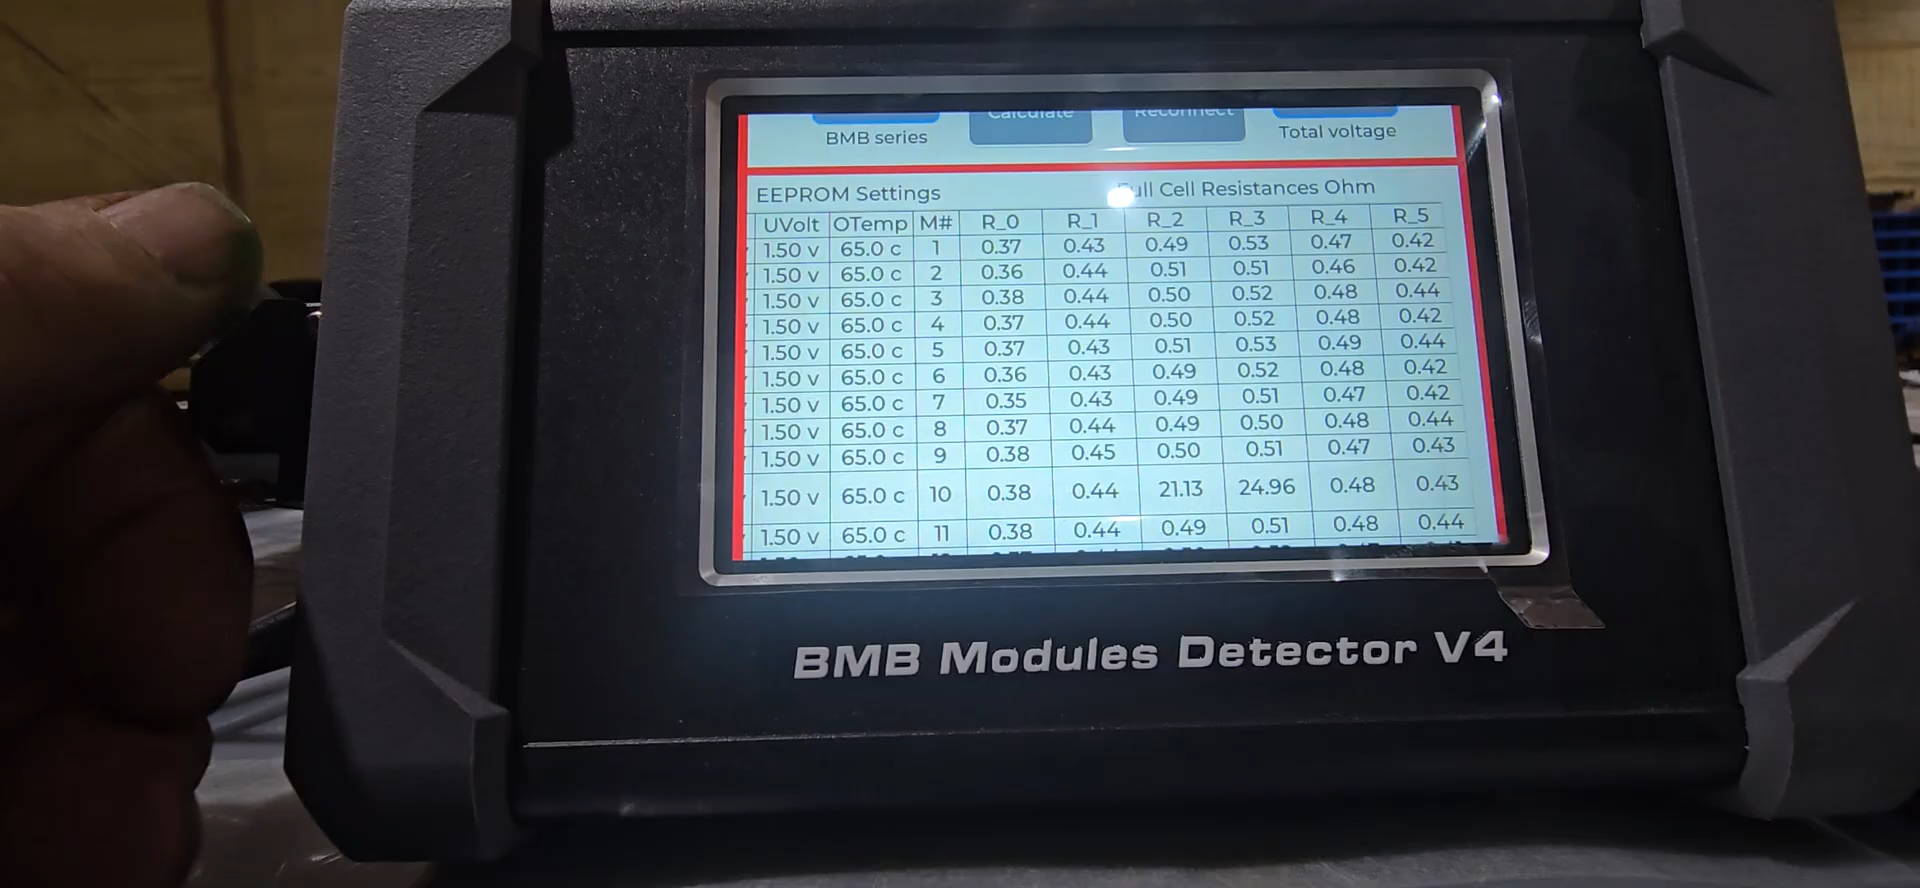 Calculate Reconnect
BMB series Total voltage
EEPROM Settings Full Cell Resistances Ohm
UVolt OTemp M# R_0 R_1 R_2 R_3 R_4 R_5
1.50 v 65.0 c 1 0.37 0.43 0.49 0.53 0.47 0.42
1.50 v 65.0 c 2 0.36 0.44 0.51 0.51 0.46 0.42
1.50 v 65.0 c 3 0.38 0.44 0.50 0.52 0.48 0.44
1.50 v 65.0 c 4 0.37 0.44 0.50 0.52 0.48 0.42
1.50 v 65.0 c 5 0.37 0.43 0.51 0.53 0.49 0.44
1.50 v 65.0 c 6 0.36 0.43 0.49 0.52 0.48 0.42
1.50 v 65.0 c 7 0.35 0.43 0.49 0.51 0.47 0.42
1.50 v 65.0 c 8 0.37 0.44 0.49 0.50 0.48 0.44
1.50 v 65.0 c 9 0.38 0.45 0.50 0.51 0.47 0.43
1.50 v 65.0 c 10 0.38 0.44 21.13 24.96 0.48 0.43
1.50 v 65.0 c 11 0.38 0.44 0.49 0.51 0.48 0.44
BMB Modules Detector V4